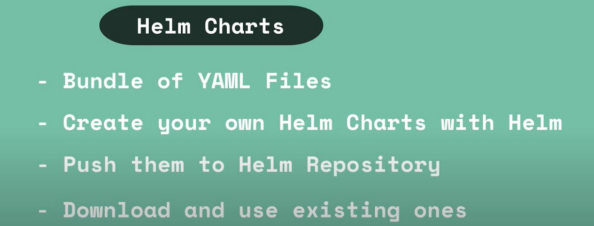 Helm Charts
- Bundle of YAML Files
- Create your own Helm Charts with Helm
- Push them to Helm Repository
- Download and use existing ones